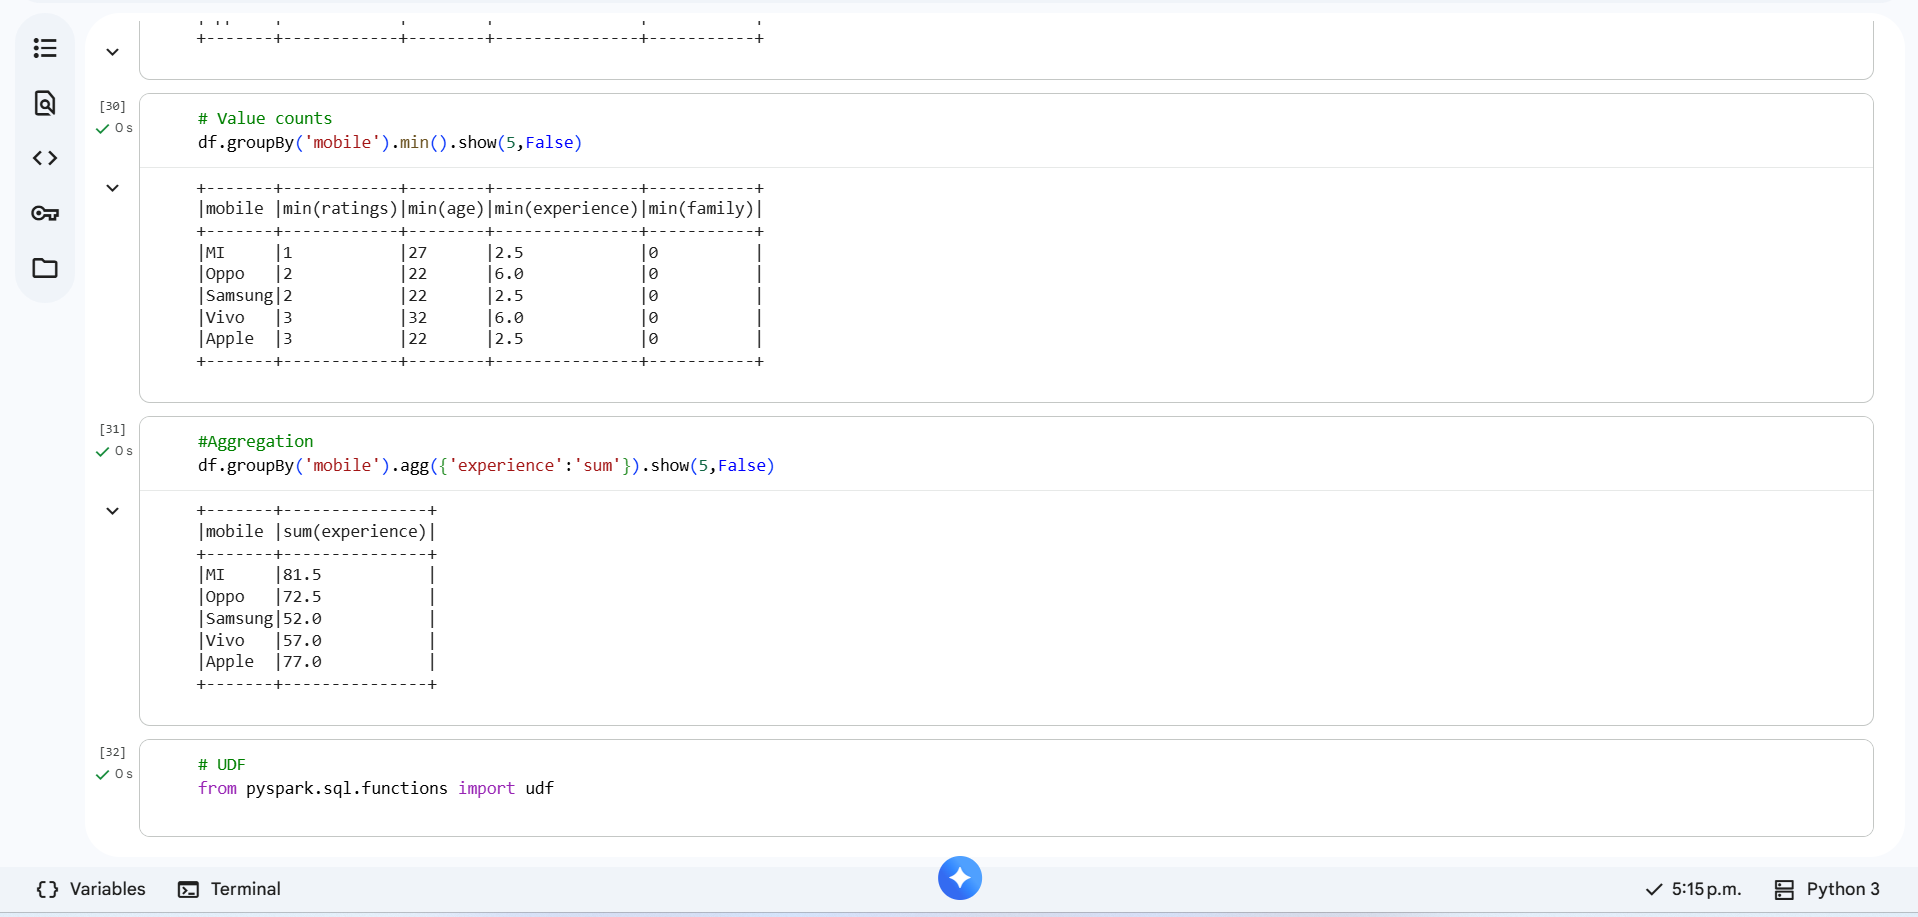 +-------+------------+--------+---------------+-----------+
[30]
0 s
# Value counts
df.groupBy('mobile').min().show(5,False)
+-------+------------+--------+---------------+-----------+
|mobile |min(ratings)|min(age)|min(experience)|min(family)|
+-------+------------+--------+---------------+-----------+
|MI     |1           |27      |2.5            |0          |
|Oppo   |2           |22      |6.0            |0          |
|Samsung|2           |22      |2.5            |0          |
|Vivo   |3           |32      |6.0            |0          |
|Apple  |3           |22      |2.5            |0          |
+-------+------------+--------+---------------+-----------+
[31]
0 s
#Aggregation
df.groupBy('mobile').agg({'experience':'sum'}).show(5,False)
+-------+---------------+
|mobile |sum(experience)|
+-------+---------------+
|MI     |81.5           |
|Oppo   |72.5           |
|Samsung|52.0           |
|Vivo   |57.0           |
|Apple  |77.0           |
+-------+---------------+
[32]
0 s
# UDF
from pyspark.sql.functions import udf
{} Variables Terminal 5:15 p.m. Python 3